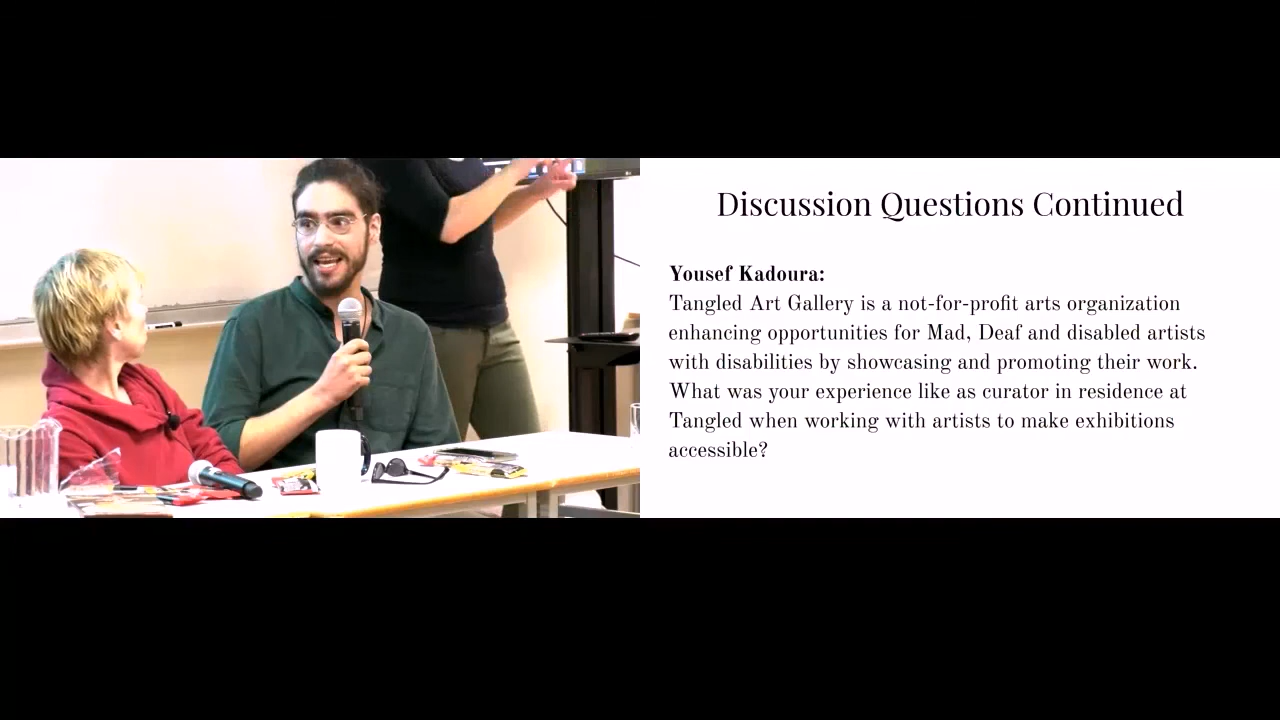 Discussion Questions Continued
Yousef Kadoura:
Tangled Art Gallery is a not-for-profit arts organization
enhancing opportunities for Mad, Deaf and disabled artists
with disabilities by showcasing and promoting their work.
What was your experience like as curator in residence at
Tangled when working with artists to make exhibitions
accessible?